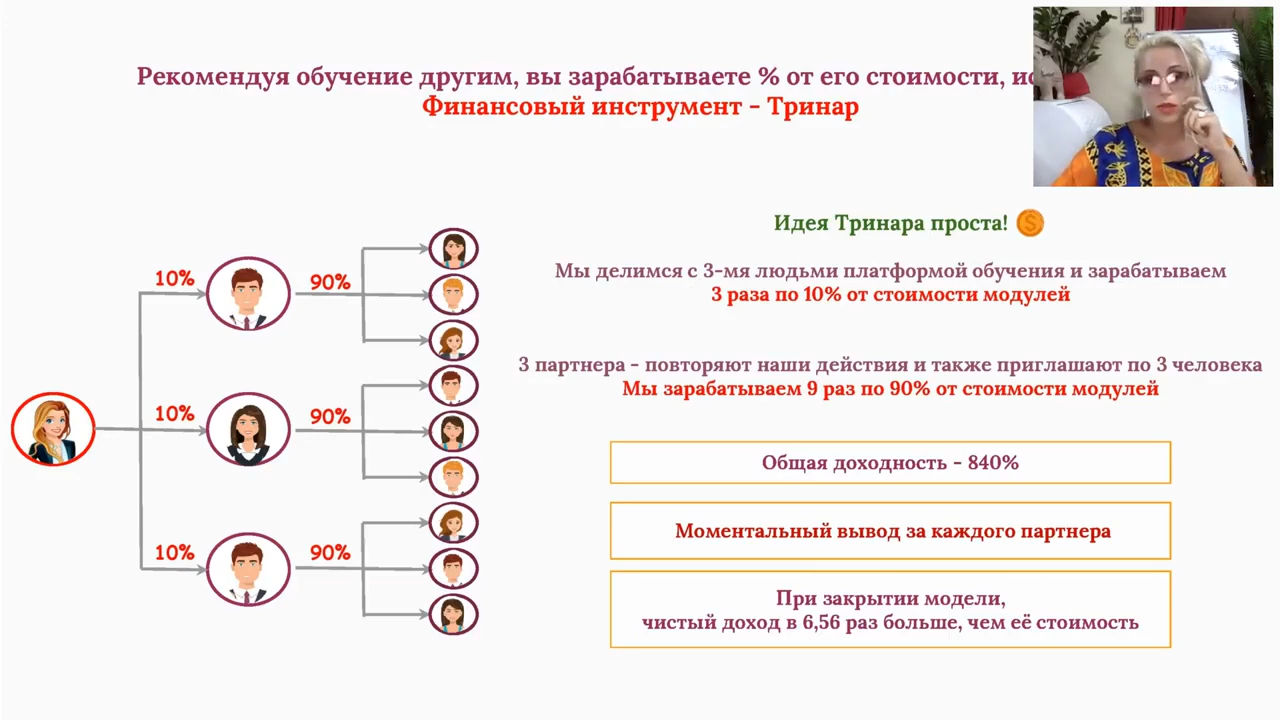 Рекомендуя обучение другим, вы зарабатываете % от его стоимости,
Финансовый инструмент - Тринар
Идея Тринара проста!
Мы делимся с 3-мя людьми платформой обучения и зарабатываем
3 раза по 10% от стоимости модулей
3 партнера - повторяют наши действия и также приглашают по 3 человека
Мы зарабатываем 9 раз по 90% от стоимости модулей
Общая доходность - 840%
Моментальный вывод за каждого партнера
При закрытии модели,
чистый доход в 6,56 раз больше, чем её стоимость
10%
90%
10%
90%
10%
90%